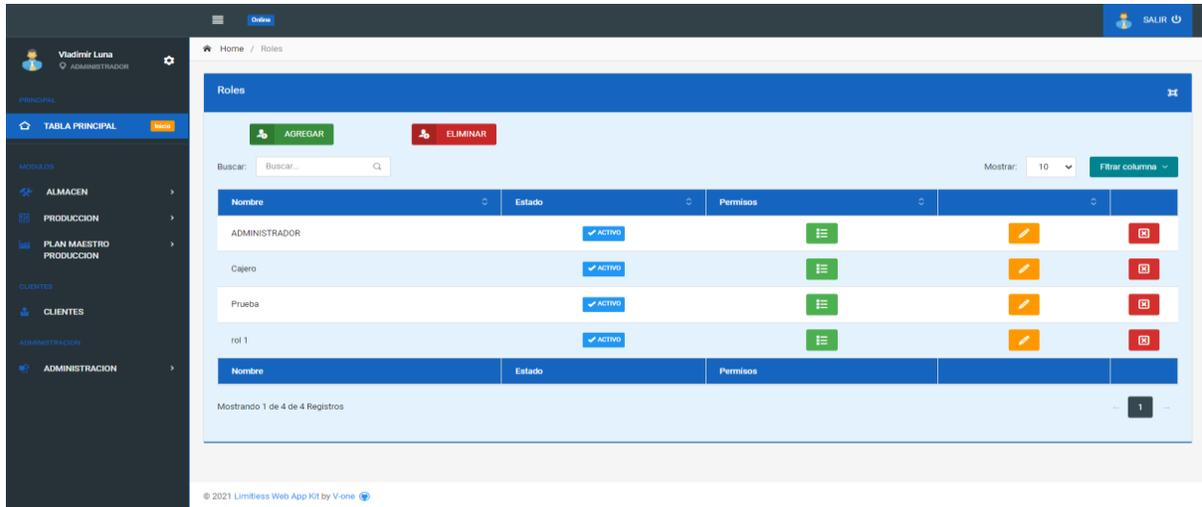 Online
SALIR
Vladimir Luna
ADMINISTRADOR
Home / Roles
PRINCIPAL
TABLA PRINCIPAL
Inicio
MODULOS
ALMACEN
PRODUCCION
PLAN MAESTRO
PRODUCCION
CLIENTES
CLIENTES
ADMINISTRACION
ADMINISTRACION
Roles
AGREGAR
ELIMINAR
Buscar: Buscar...
Mostrar: 10
Fitrar columna
Nombre Estado Permisos
ADMINISTRADOR ACTIVO
Cajero ACTIVO
Prueba ACTIVO
rol 1 ACTIVO
Nombre Estado Permisos
Mostrando 1 de 4 de 4 Registros
← 1 →
© 2021 Limitless Web App Kit by V-one